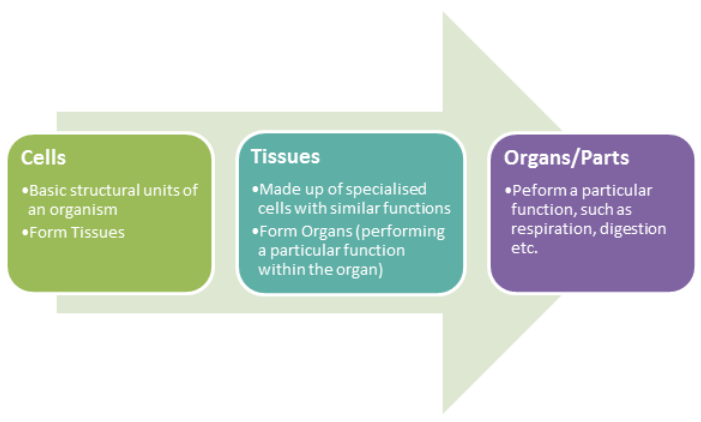 Cells
•Basic structural units of
an organism
•Form Tissues
Tissues
•Made up of specialised
cells with similar functions
•Form Organs (performing
a particular function
within the organ)
Organs/Parts
•Peform a particular
function, such as
respiration, digestion
etc.